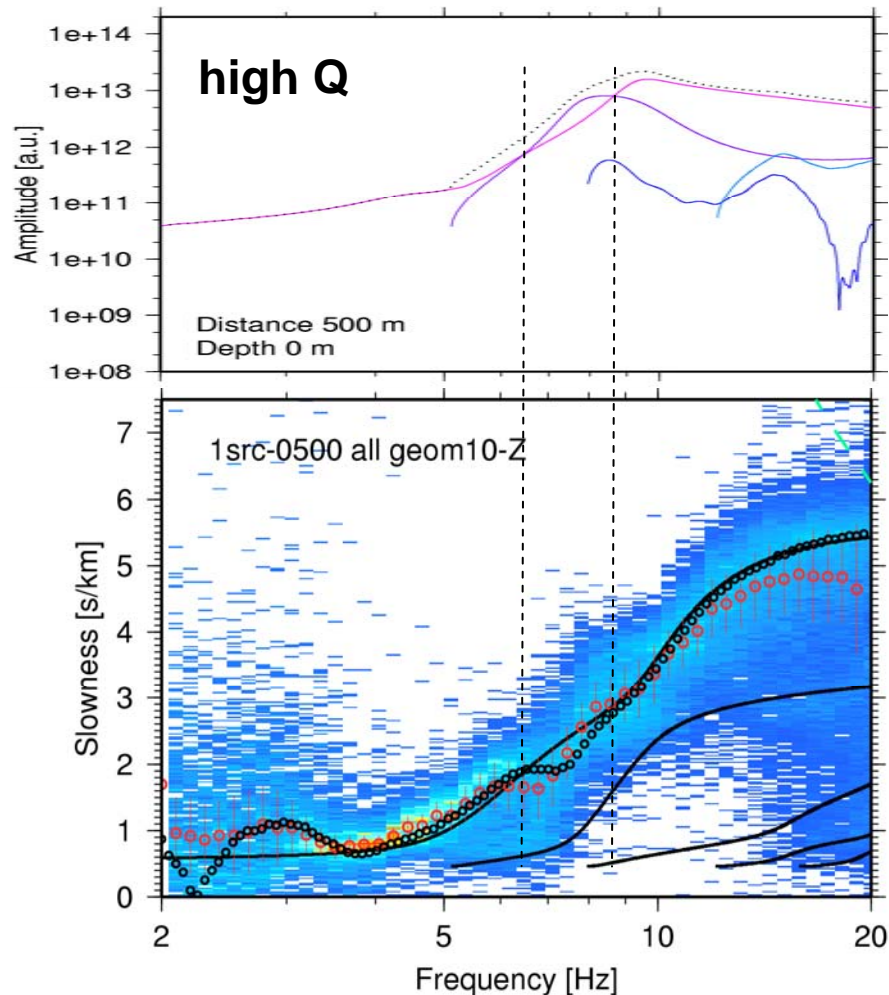 1e+14
high Q
1e+13
1e+12
1e+11
1e+10
1e+09
1e+08
Amplitude [a.u.]
Distance 500 m
Depth 0 m
7
6
5
4
3
2
1
0
Slowness [s/km]
1src-0500 all geom10-Z
2 5 10 20
Frequency [Hz]